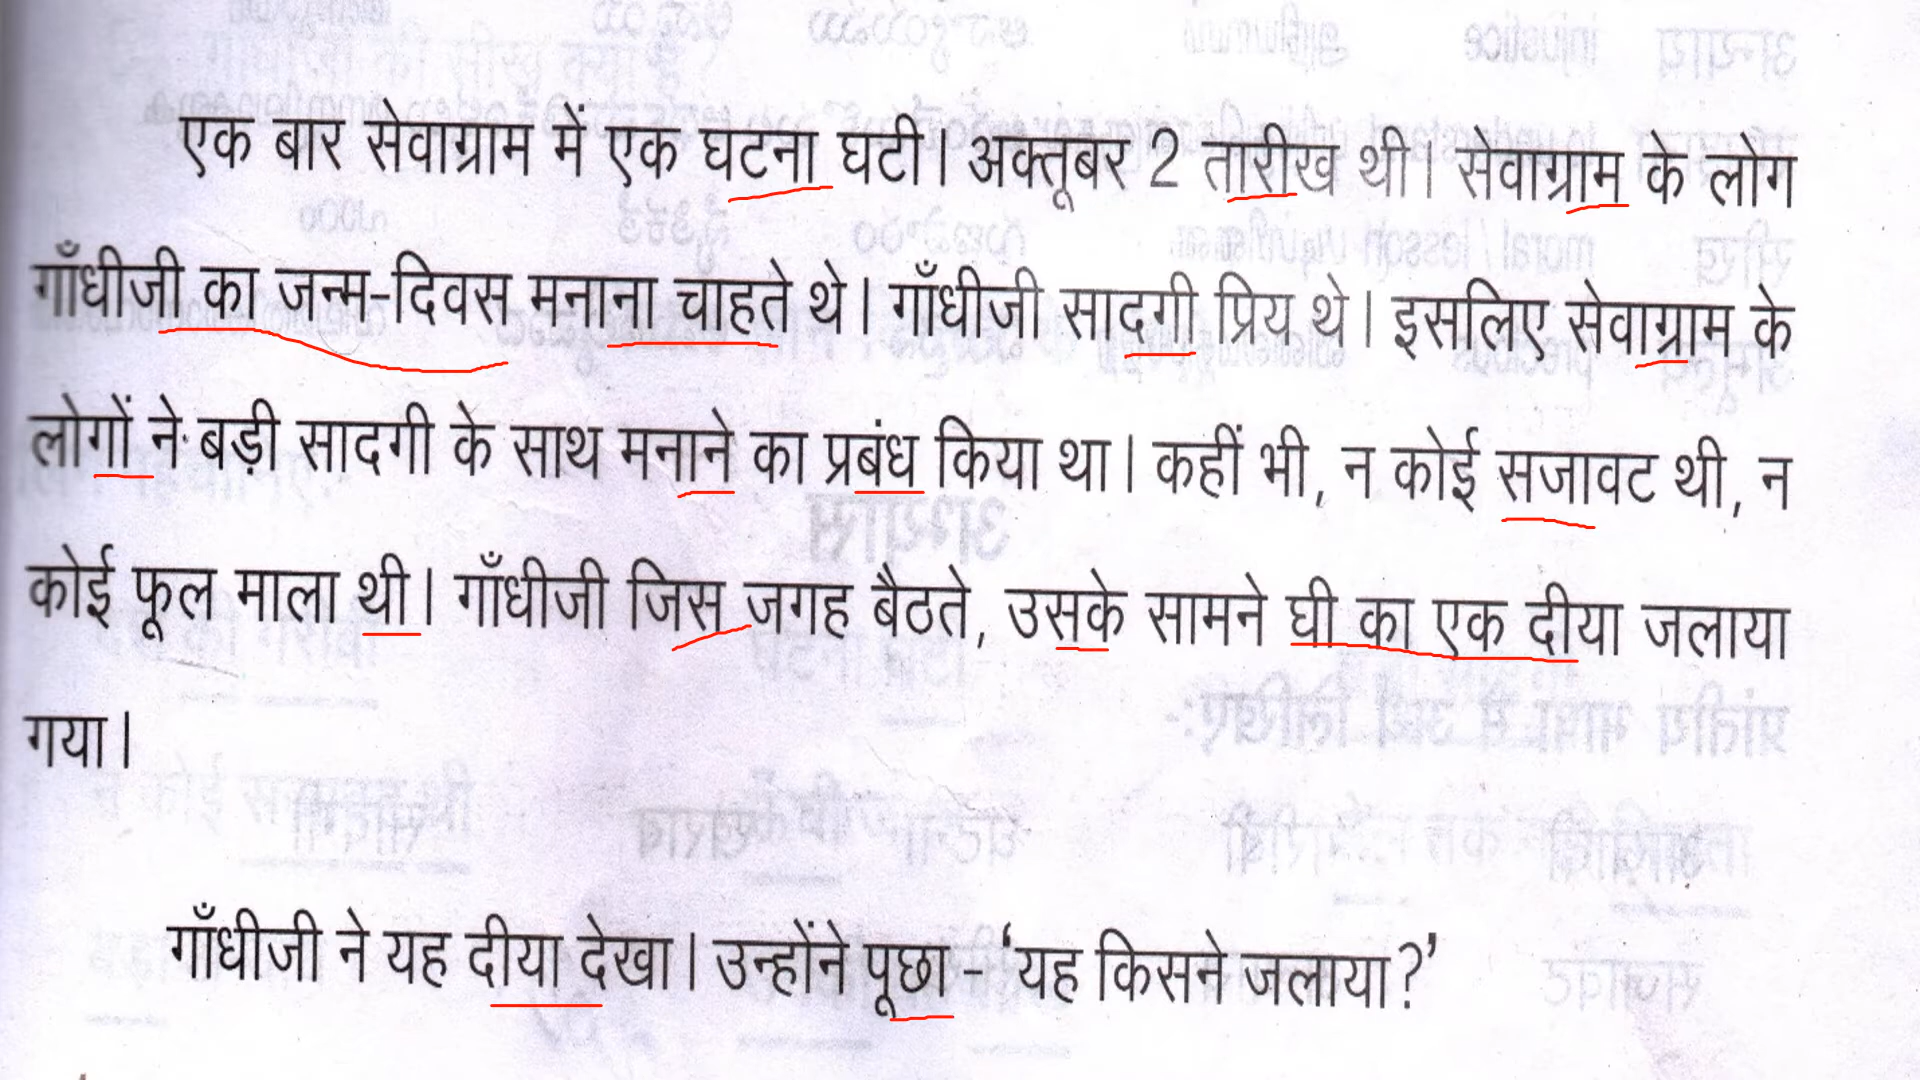 एक बार सेवाग्राम में एक घटना घटी। अक्तूबर 2 तारीख थी। सेवाग्राम के लोग
गाँधीजी का जन्म-दिवस मनाना चाहते थे। गाँधीजी सादगी प्रिय थे। इसलिए सेवाग्राम के
लोगों ने बड़ी सादगी के साथ मनाने का प्रबंध किया था। कहीं भी, न कोई सजावट थी, न
कोई फूल माला थी। गाँधीजी जिस जगह बैठते, उसके सामने घी का एक दीया जलाया
गया।
गाँधीजी ने यह दीया देखा। उन्होंने पूछा - ‘यह किसने जलाया?’